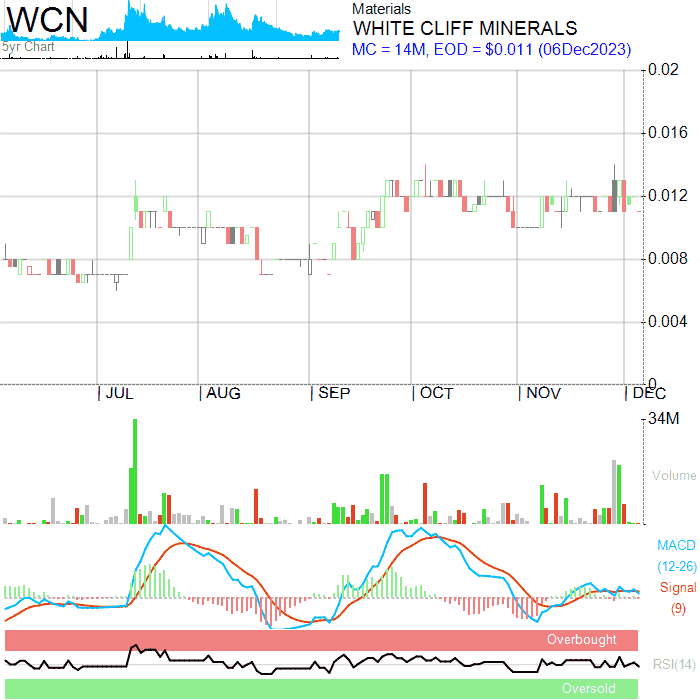 WCN
5yr Chart
Materials
WHITE CLIFF MINERALS
MC = 14M, EOD = $0.011 (06Dec2023)
0.02
0.016
0.012
0.008
0.004
0
JUL AUG SEP OCT NOV DEC
34M
Volume
MACD
(12-26)
Signal
(9)
Overbought
RSI(14)
Oversold